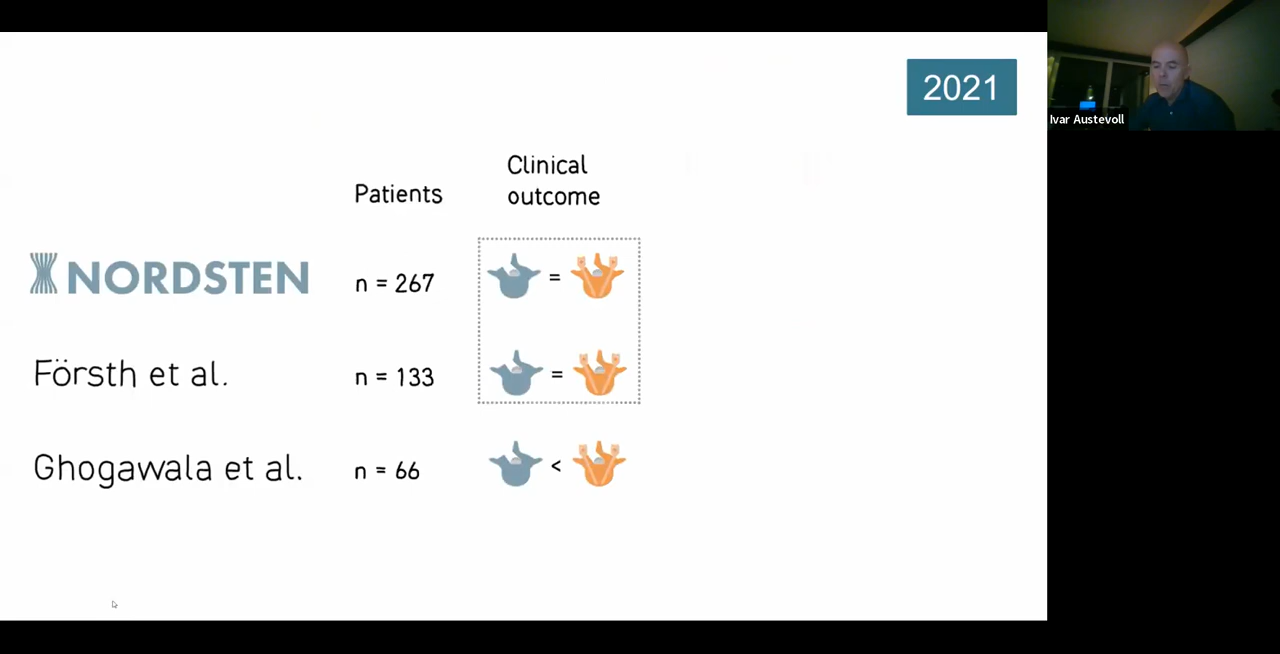 2021
Ivar Austevoll
Patients
Clinical
outcome
NORDSTEN
n = 267
=
Försth et al.
n = 133
=
Ghogawala et al.
n = 66
<